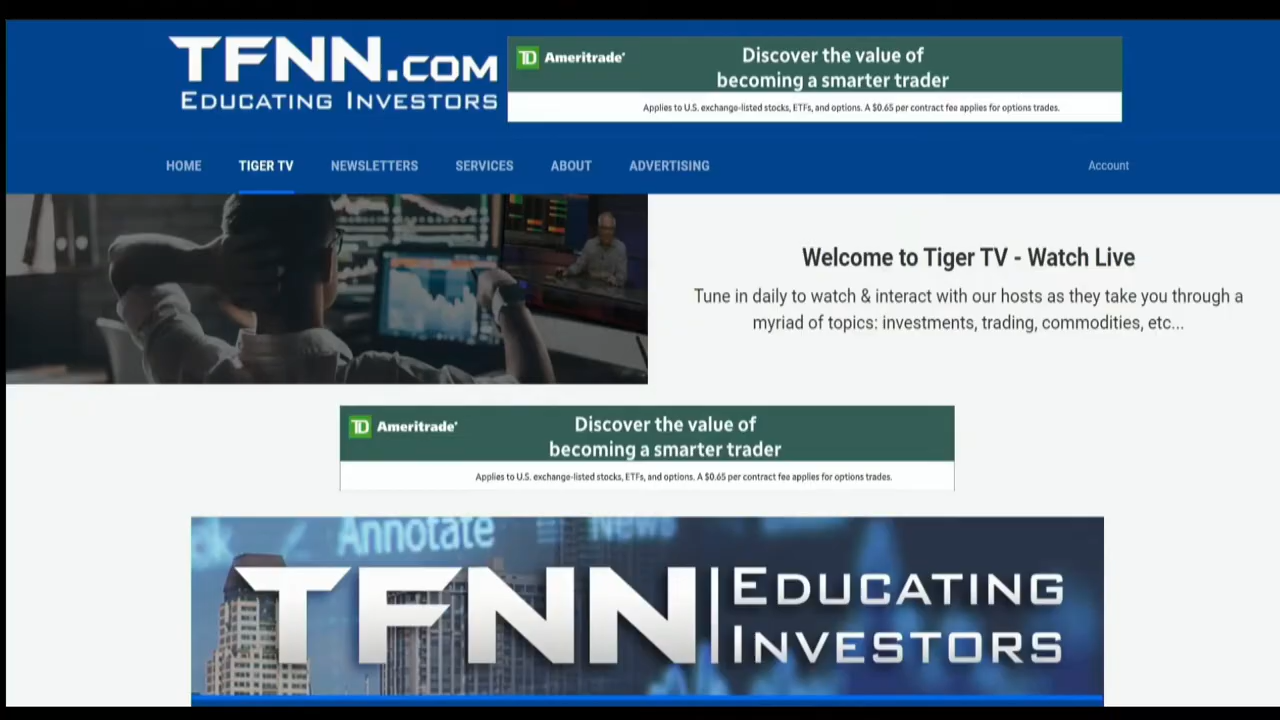 TFNN.COM
EDUCATING INVESTORS
TD Ameritrade®
Discover the value of
becoming a smarter trader
Applies to U.S. exchange-listed stocks, ETFs, and options. A $0.65 per contract fee applies for options trades.
HOME TIGER TV NEWSLETTERS SERVICES ABOUT ADVERTISING Account
Welcome to Tiger TV - Watch Live
Tune in daily to watch & interact with our hosts as they take you through a
myriad of topics: investments, trading, commodities, etc...
TD Ameritrade®
Discover the value of
becoming a smarter trader
Applies to U.S. exchange-listed stocks, ETFs, and options. A $0.65 per contract fee applies for options trades.
Annotate News
TFNN
EDUCATING
INVESTORS